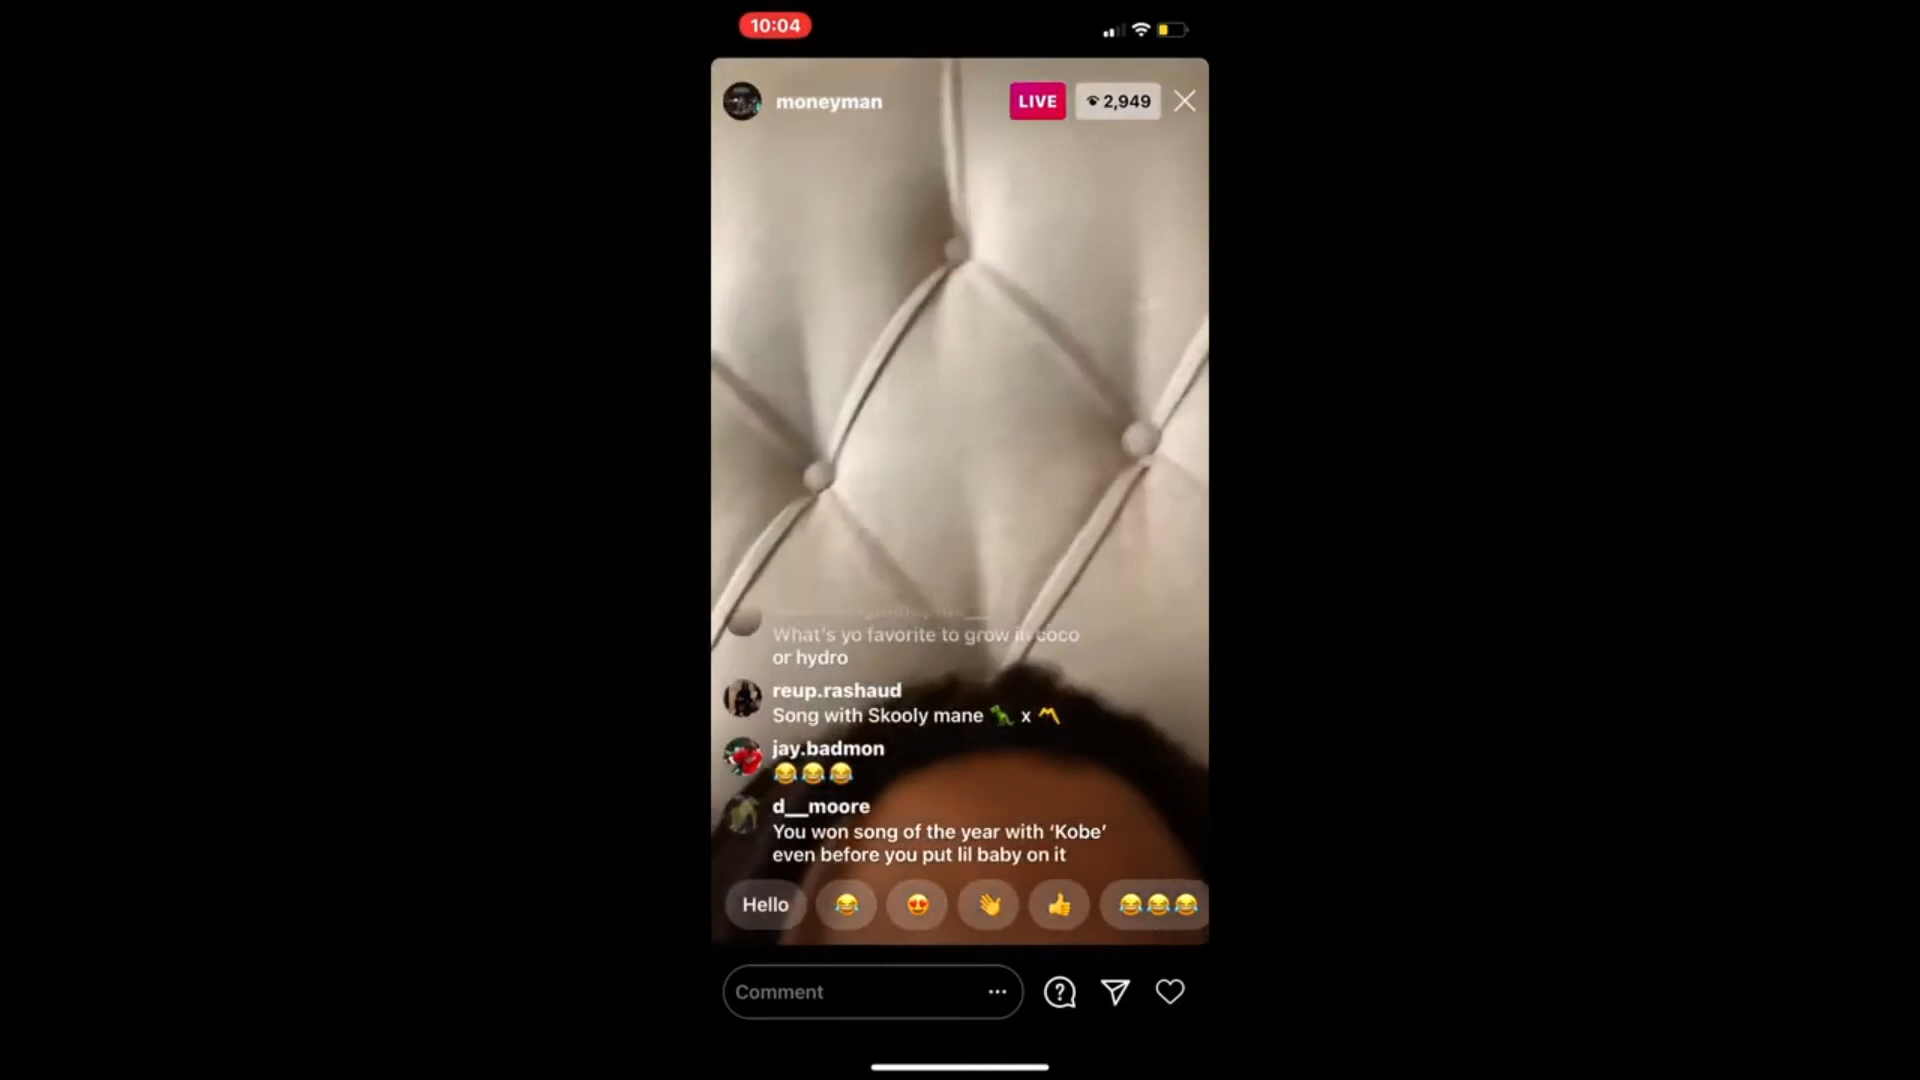 10:04
moneyman
LIVE
2,949
What's yo favorite to grow in coco
or hydro
reup.rashaud
Song with Skooly mane 🦖 x 〽️
jay.badmon
😂😂😂
d__moore
You won song of the year with ‘Kobe’
even before you put lil baby on it
Hello 😂 😍 👋 👍 😂😂😂
Comment ...